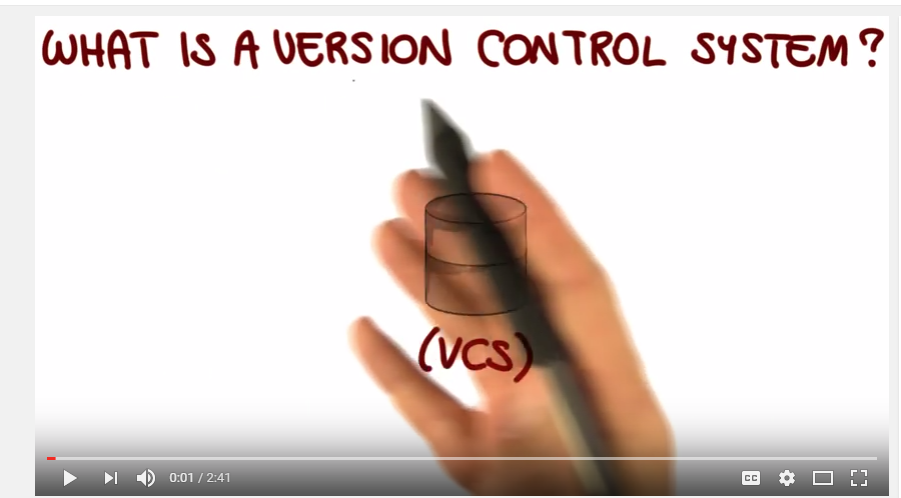 WHAT IS A VERSION CONTROL SYSTEM?
(VCS)
0:01 / 2:41
CC